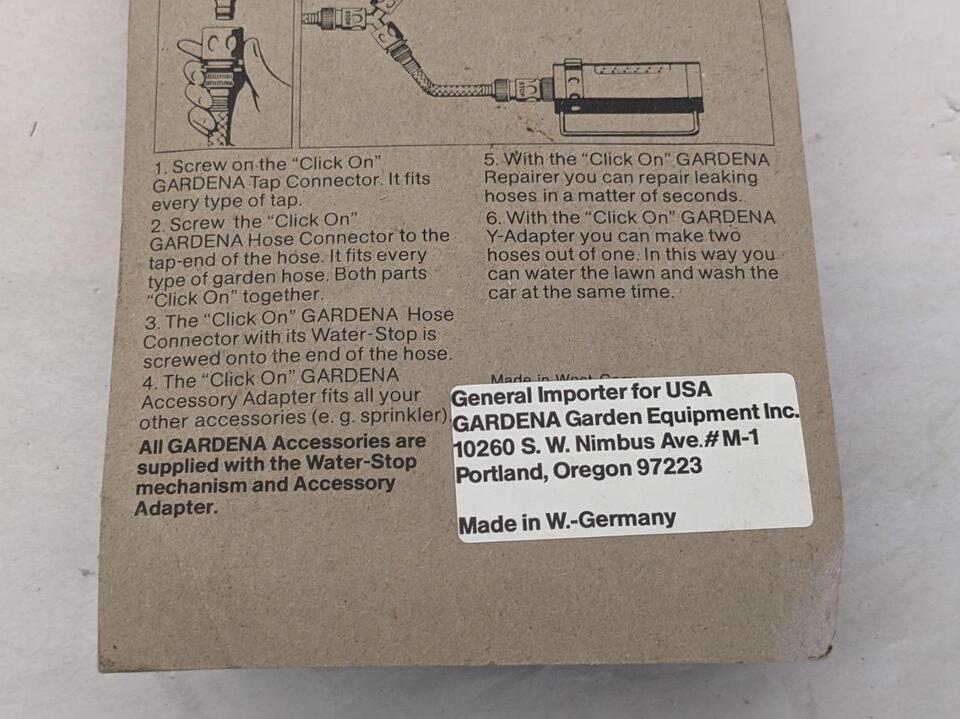 STOP
STOP
1. Screw on the “Click On”
GARDENA Tap Connector. It fits
every type of tap.
2. Screw the “Click On”
GARDENA Hose Connector to the
tap-end of the hose. It fits every
type of garden hose. Both parts
“Click On” together.
3. The “Click On” GARDENA Hose
Connector with its Water-Stop is
screwed onto the end of the hose.
4. The “Click On” GARDENA
Accessory Adapter fits all your
other accessories (e. g. sprinkler)
All GARDENA Accessories are
supplied with the Water-Stop
mechanism and Accessory
Adapter.
5. With the “Click On” GARDENA
Repairer you can repair leaking
hoses in a matter of seconds.
6. With the “Click On” GARDENA
Y-Adapter you can make two
hoses out of one. In this way you
can water the lawn and wash the
car at the same time.
Made in West
General Importer for USA
GARDENA Garden Equipment Inc.
10260 S. W. Nimbus Ave.# M-1
Portland, Oregon 97223
Made in W.-Germany